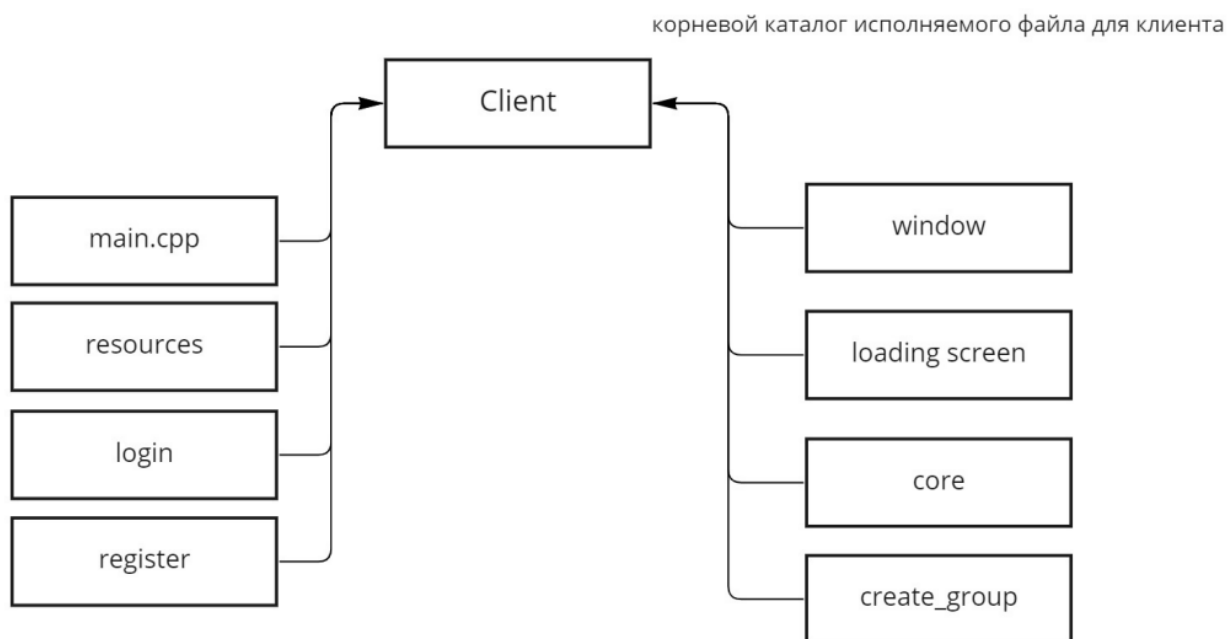 корневой каталог исполняемого файла для клиента
Client
main.cpp
resources
login
register
window
loading screen
core
create_group